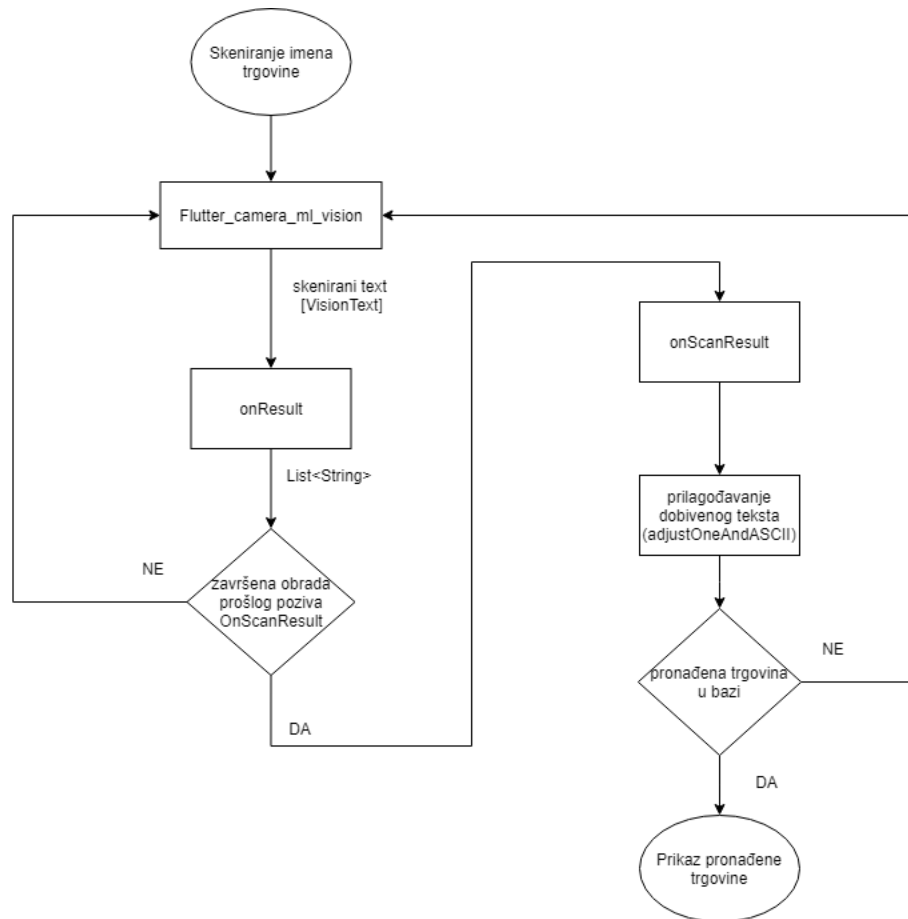 Skeniranje imena
trgovine
Flutter_camera_ml_vision
skenirani text
[VisionText]
onResult
List<String>
NE
završena obrada
prošlog poziva
OnScanResult
DA
onScanResult
prilagođavanje
dobivenog teksta
(adjustOneAndASCII)
pronađena trgovina
u bazi
NE
DA
Prikaz pronađene
trgovine